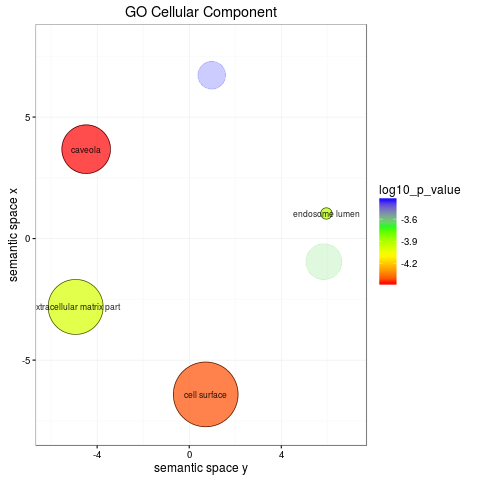 GO Cellular Component
5
0
-5
semantic space x
caveola
endosome lumen
xtracellular matrix part
cell surface
-4
0
4
semantic space y
log10_p_value
-3.6
-3.9
-4.2